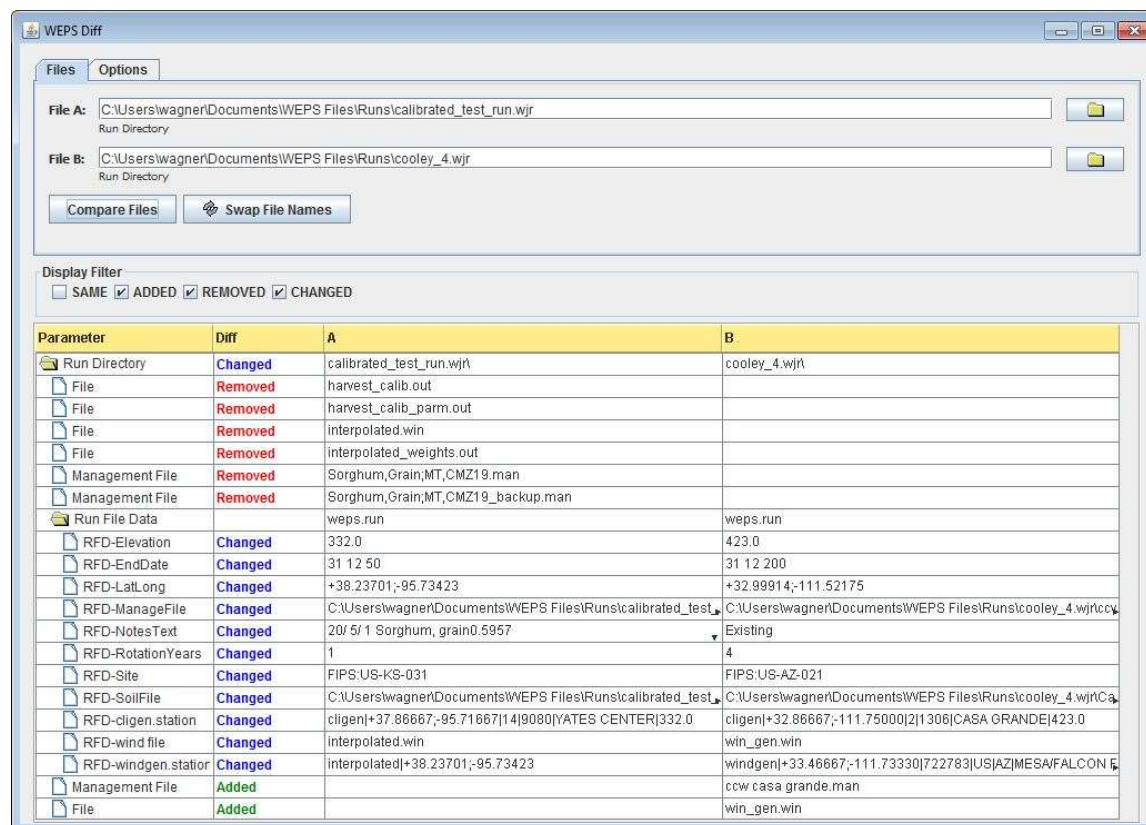 WEPS Diff
Files Options
File A: C:\Users\wagner\Documents\WEPS Files\Runs\calibrated_test_run.wjr
Run Directory
File B: C:\Users\wagner\Documents\WEPS Files\Runs\cooley_4.wjr
Run Directory
Compare Files Swap File Names
Display Filter
SAME ADDED REMOVED CHANGED
Parameter Diff A B
Run Directory Changed calibrated_test_run.wjr\ cooley_4.wjr\
File Removed harvest_calib.out
File Removed harvest_calib_parm.out
File Removed interpolated.win
File Removed interpolated_weights.out
Management File Removed Sorghum,Grain;MT,CMZ19.man
Management File Removed Sorghum,Grain;MT,CMZ19_backup.man
Run File Data weps.run weps.run
RFD-Elevation Changed 332.0 423.0
RFD-EndDate Changed 31 12 50 31 12 200
RFD-LatLong Changed +38.23701;-95.73423 +32.99914;-111.52175
RFD-ManageFile Changed C:\Users\wagner\Documents\WEPS Files\Runs\calibrated_test_ C:\Users\wagner\Documents\WEPS Files\Runs\cooley_4.wjr\ccw
RFD-NotesText Changed 20/ 5/ 1 Sorghum, grain0.5957 Existing
RFD-RotationYears Changed 1 4
RFD-Site Changed FIPS:US-KS-031 FIPS:US-AZ-021
RFD-SoilFile Changed C:\Users\wagner\Documents\WEPS Files\Runs\calibrated_test_ C:\Users\wagner\Documents\WEPS Files\Runs\cooley_4.wjr\Ca
RFD-cligen.station Changed cligen|+37.86667;-95.71667|14|9080|YATES CENTER|332.0 cligen|+32.86667;-111.75000|2|1306|CASA GRANDE|423.0
RFD-wind file Changed interpolated.win win_gen.win
RFD-windgen.station Changed interpolated|+38.23701;-95.73423 windgen|+33.46667;-111.73330|722783|US|AZ|MESA/FALCON F
Management File Added ccw casa grande.man
File Added win_gen.win